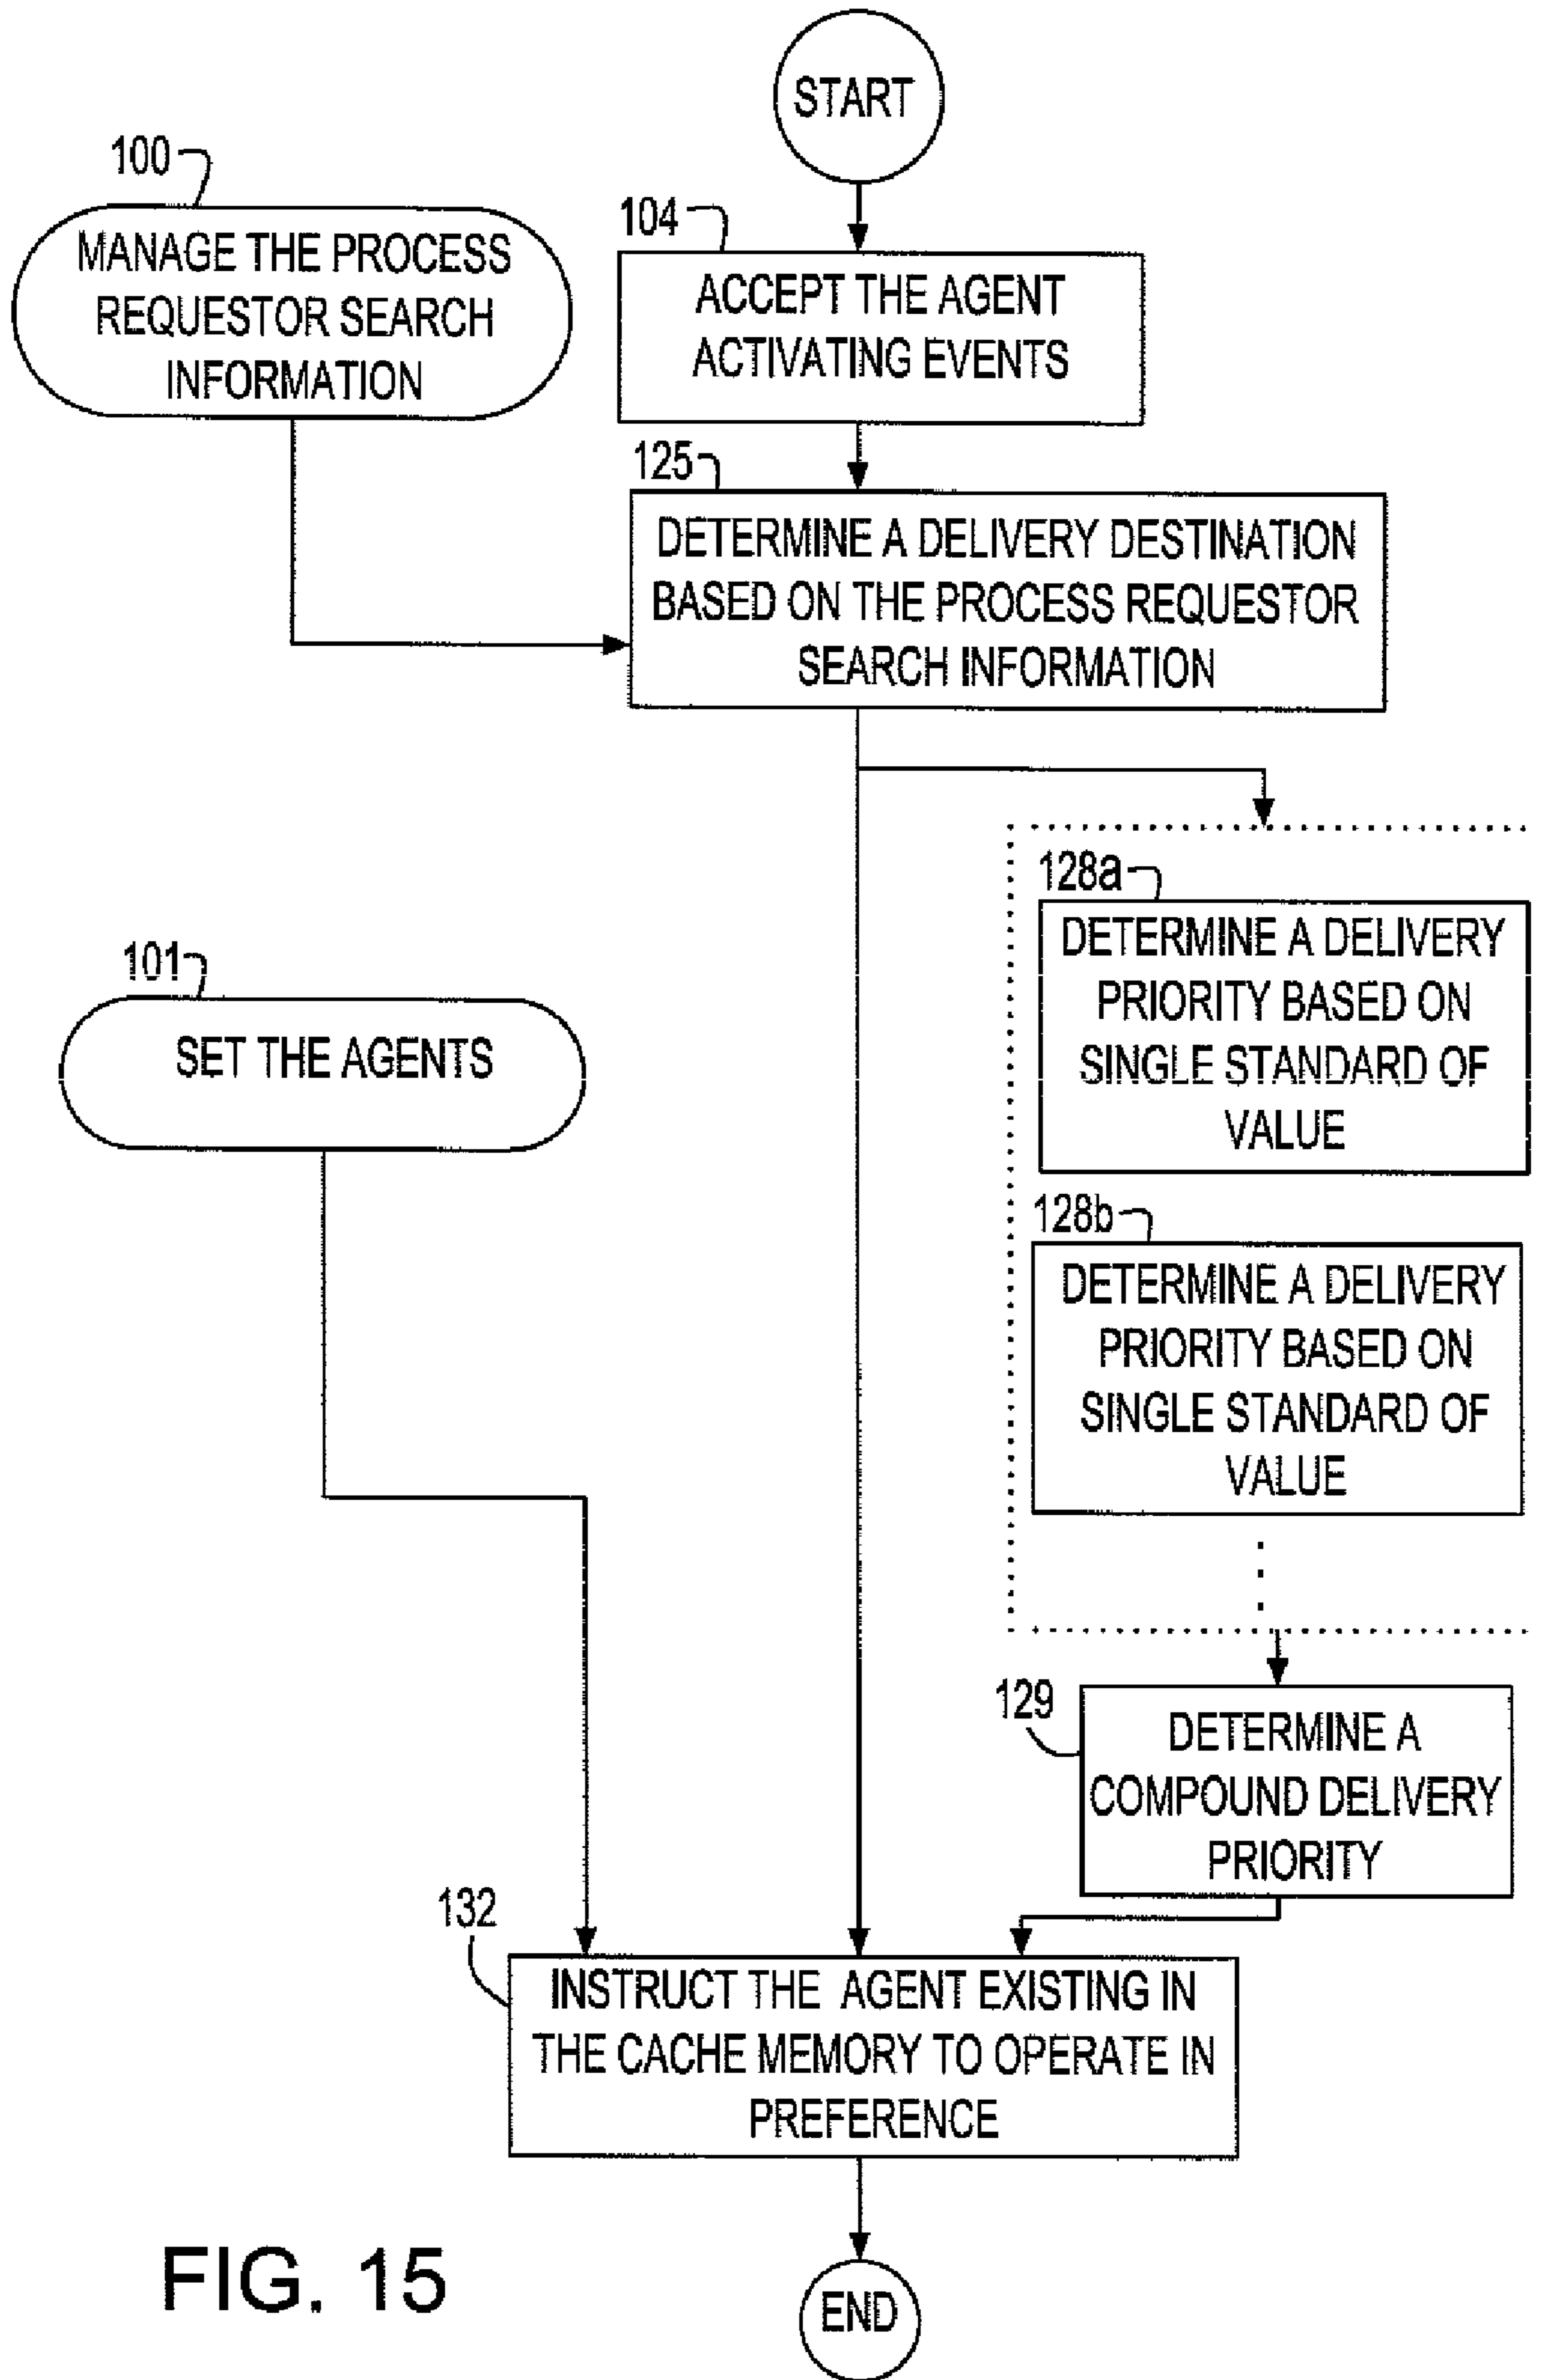 START
100
MANAGE THE PROCESS
REQUESTOR SEARCH
INFORMATION
104
ACCEPT THE AGENT
ACTIVATING EVENTS
125
DETERMINE A DELIVERY DESTINATION
BASED ON THE PROCESS REQUESTOR
SEARCH INFORMATION
128a
DETERMINE A DELIVERY
PRIORITY BASED ON
SINGLE STANDARD OF
VALUE
101
SET THE AGENTS
128b
DETERMINE A DELIVERY
PRIORITY BASED ON
SINGLE STANDARD OF
VALUE
129
DETERMINE A
COMPOUND DELIVERY
PRIORITY
132
INSTRUCT THE AGENT EXISTING IN
THE CACHE MEMORY TO OPERATE IN
PREFERENCE
END
FIG. 15